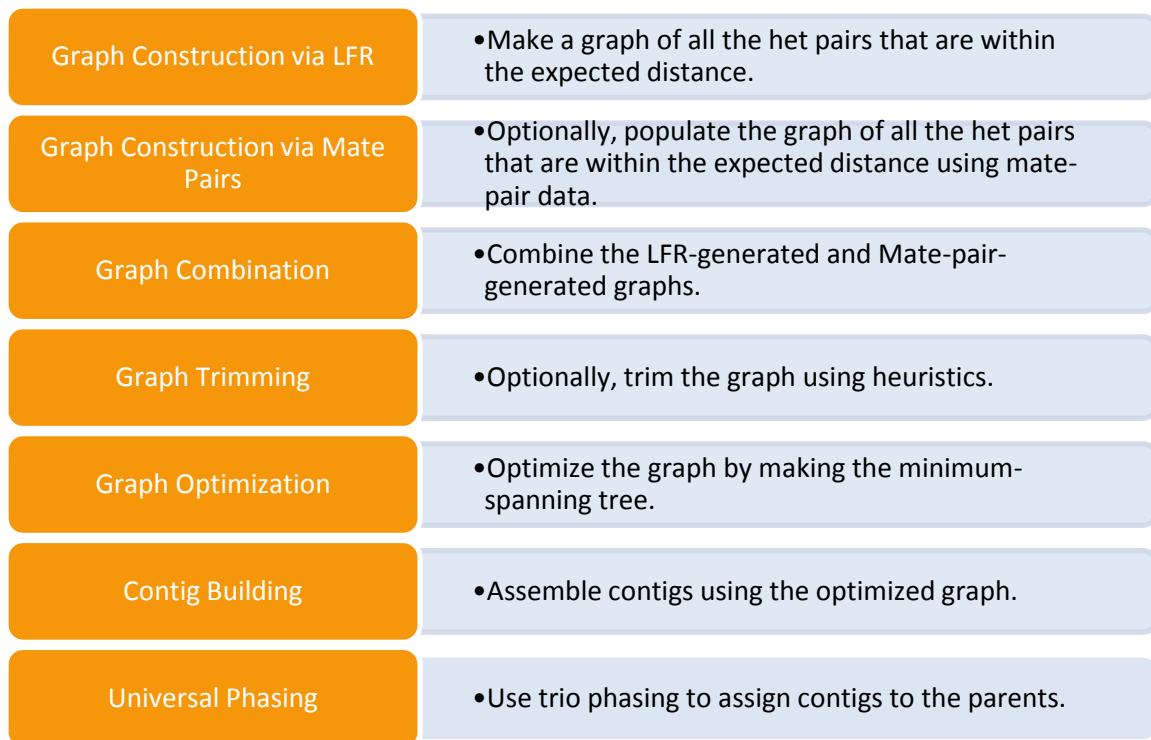 Graph Construction via LFR
•Make a graph of all the het pairs that are within
the expected distance.
Graph Construction via Mate
Pairs
•Optionally, populate the graph of all the het pairs
that are within the expected distance using mate-
pair data.
Graph Combination
•Combine the LFR-generated and Mate-pair-
generated graphs.
Graph Trimming
•Optionally, trim the graph using heuristics.
Graph Optimization
•Optimize the graph by making the minimum-
spanning tree.
Contig Building
•Assemble contigs using the optimized graph.
Universal Phasing
•Use trio phasing to assign contigs to the parents.